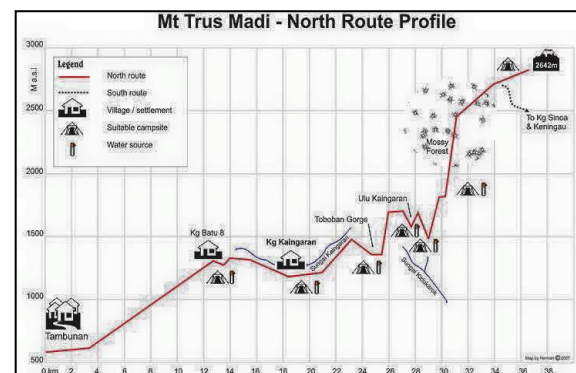 Mt Trus Madi - North Route Profile
3000
M a.s.l
Legend
North route
South route
Village / settlement
Suitable campsite
Water source
2642m
2500
To Kg Sinoa
& Keningau
Mossy
Forest
2000
Ulu Kaingaran
Toboban Gorge
1500
Kg Batu 8
Kg Kaingaran
Sungai Kaingaran
1000
Tambunan
500
0 km 2 4 6 8 10 12 14 16 18 20 22 24 26 28 30 32 34 36 38